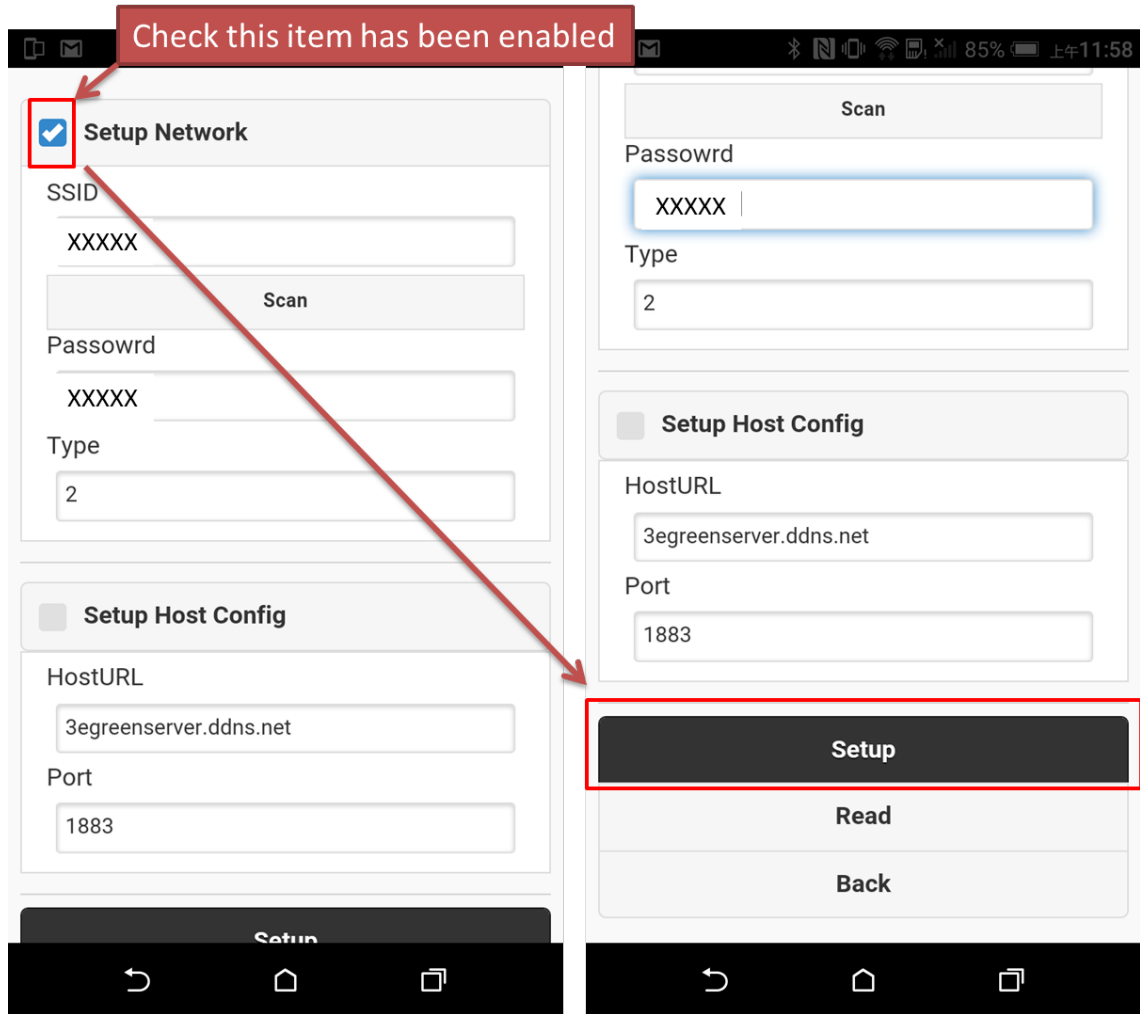 Check this item has been enabled
Setup Network
SSID
XXXXX
Scan
Passowrd
XXXXX
Type
2
Setup Host Config
HostURL
3egreenserver.ddns.net
Port
1883
Setup
85% 上午11:58
Scan
Passowrd
XXXXX
Type
2
Setup Host Config
HostURL
3egreenserver.ddns.net
Port
1883
Setup
Read
Back